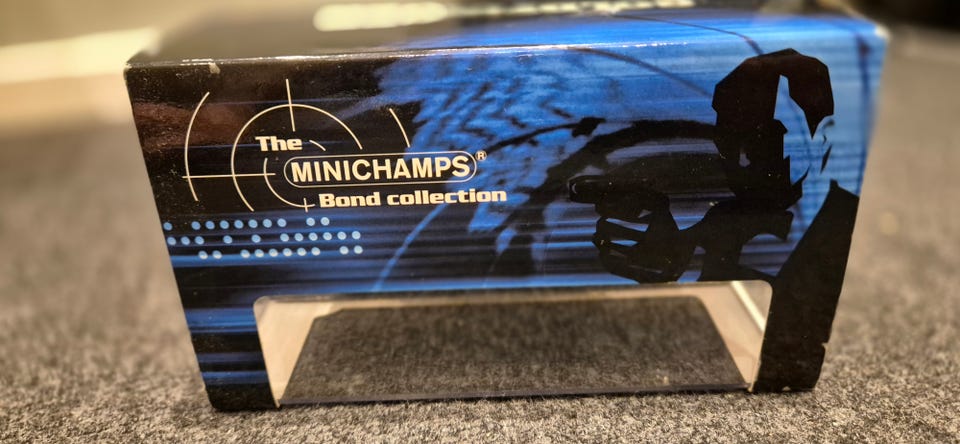 The
MINICHAMPS®
Bond collection